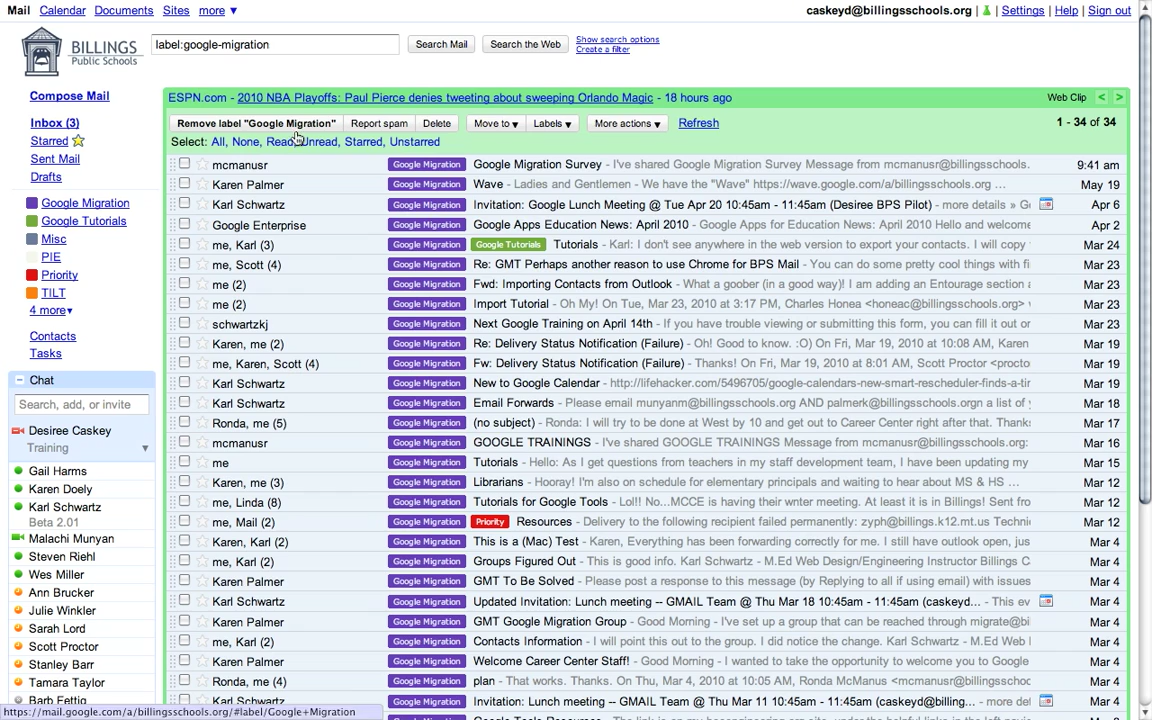 Mail Calendar Documents Sites more ▼ caskeyd@billingsschools.org | Settings | Help | Sign out
BILLINGS
Public Schools
label:google-migration Search Mail Search the Web Show search options
Create a filter
Compose Mail
Inbox (3)
Starred
Sent Mail
Drafts
Google Migration
Google Tutorials
Misc
PIE
Priority
TILT
4 more▼
Contacts
Tasks
Chat
Search, add, or invite
Desiree Caskey
Training
Gail Harms
Karen Doely
Karl Schwartz
Beta 2.01
Malachi Munyan
Steven Riehl
Wes Miller
Ann Brucker
Julie Winkler
Sarah Lord
Scott Proctor
Stanley Barr
Tamara Taylor
Barb Fettig
ESPN.com - 2010 NBA Playoffs: Paul Pierce denies tweeting about sweeping Orlando Magic - 18 hours ago Web Clip < >
Remove label "Google Migration" Report spam Delete Move to ▼ Labels ▼ More actions ▼ Refresh 1 - 34 of 34
Select: All, None, Read, Unread, Starred, Unstarred
mcmanusr Google Migration Google Migration Survey - I've shared Google Migration Survey Message from mcmanusr@billingsschools.org. 9:41 am
Karen Palmer Google Migration Wave - Ladies and Gentlemen - We have the "Wave" https://wave.google.com/a/billingsschools.org ... May 19
Karl Schwartz Google Migration Invitation: Google Lunch Meeting @ Tue Apr 20 10:45am - 11:45am (Desiree BPS Pilot) - more details » Apr 6
Google Enterprise Google Migration Google Apps Education News: April 2010 - Google Apps for Education News: April 2010 Hello and welcome Apr 2
me, Karl (3) Google Migration Google Tutorials Tutorials - Karl: I don't see anywhere in the web version to export your contacts. I will copy Mar 24
me, Scott (4) Google Migration Re: GMT Perhaps another reason to use Chrome for BPS Mail - You can do some pretty cool things with Mar 23
me (2) Google Migration Fwd: Importing Contacts from Outlook - What a goober (in a good way)! I am adding an Entourage section Mar 23
me (2) Google Migration Import Tutorial - Oh My! On Tue, Mar 23, 2010 at 3:17 PM, Charles Honea <honeac@billingsschools.org> Mar 23
schwartzkj Google Migration Next Google Training on April 14th - If you have trouble viewing or submitting this form, you can fill it out Mar 23
Karen, me (2) Google Migration Re: Delivery Status Notification (Failure) - Oh! Good to know. :O) On Fri, Mar 19, 2010 at 10:08 AM, Karen Mar 19
me, Karen, Scott (4) Google Migration Fw: Delivery Status Notification (Failure) - Thanks! On Fri, Mar 19, 2010 at 8:01 AM, Scott Proctor <procto Mar 19
Karl Schwartz Google Migration New to Google Calendar - http://lifehacker.com/5496705/google-calendars-new-smart-rescheduler-finds-a-tir Mar 19
Karl Schwartz Google Migration Email Forwards - Please email munyanm@billingsschools.org AND palmerk@billingsschools.orgn a list of Mar 18
Ronda, me (5) Google Migration (no subject) - Ronda: I will try to be done at West by 10 and get out to Career Center right after that. Thank Mar 17
mcmanusr Google Migration GOOGLE TRAININGS - I've shared GOOGLE TRAININGS Message from mcmanusr@billingsschools.org: Mar 16
me Google Migration Tutorials - Hello: As I get questions from teachers in my staff development team, I have been updating my Mar 15
Karen, me (3) Google Migration Librarians - Hooray! I'm also on schedule for elementary principals and waiting to hear about MS & HS ... Mar 12
me, Linda (8) Google Migration Tutorials for Google Tools - Lol!! No...MCCE is having their wnter meeting. At least it is in Billings! Sent fro Mar 12
me, Mail (2) Google Migration Priority Resources - Delivery to the following recipient failed permanently: zyph@billings.k12.mt.us Mar 12
Karen, Karl (2) Google Migration This is a (Mac) Test - Karen, Everything has been forwarding correctly for me. I still have outlook open, jus Mar 4
me, Karl (2) Google Migration Groups Figured Out - This is good info. Karl Schwartz - M.Ed Web Design/Engineering Instructor Billings C Mar 4
Karen Palmer Google Migration GMT To Be Solved - Please post a response to this message (by Replying to all if using email) with issues Mar 4
Karl Schwartz Google Migration Updated Invitation: Lunch meeting -- GMAIL Team @ Thu Mar 18 10:45am - 11:45am (caskeyd... - This ev Mar 4
Karen Palmer Google Migration GMT Google Migration Group - Good Morning - I've set up a group that can be reached through migrate@bi Mar 4
me, Karl (2) Google Migration Contacts Information - I will point this out to the group. I did notice the change. Karl Schwartz - M.Ed Web Mar 4
Karen Palmer Google Migration Welcome Career Center Staff! - Good Morning - I wanted to take the opportunity to welcome you to Google Mar 4
Ronda, me (4) Google Migration plan - That works. Thanks. On Thu, Mar 4, 2010 at 10:05 AM, Ronda McManus <mcmanusr@billingsschool Mar 4
Karl Schwartz Google Migration Invitation: Lunch meeting -- GMAIL Team @ Thu Mar 11 10:45am - 11:45am (caskeyd@billing... - more det Mar 4
https://mail.google.com/a/billingsschools.org/#label/Google+Migration